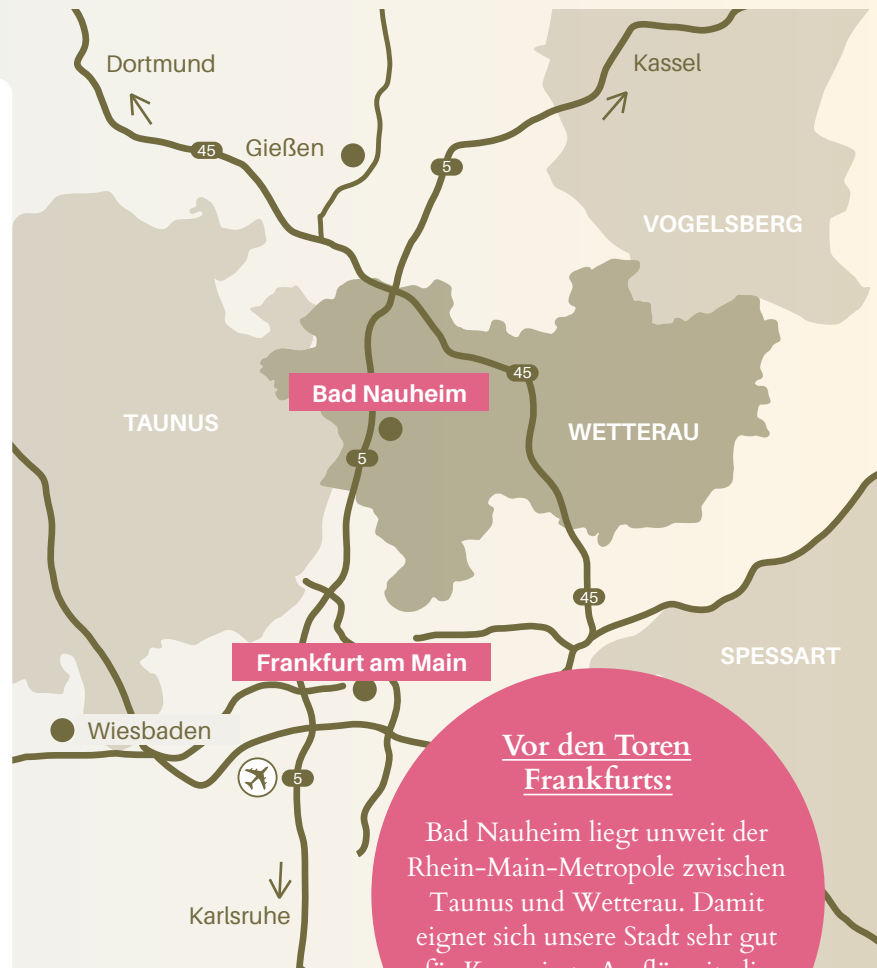 Dortmund
Kassel
45
Gießen
5
VOGELSBERG
45
Bad Nauheim
TAUNUS
WETTERAU
5
45
Frankfurt am Main
SPESSART
Wiesbaden
5
Karlsruhe
Vor den Toren
Frankfurts:
Bad Nauheim liegt unweit der
Rhein-Main-Metropole zwischen
Taunus und Wetterau. Damit
eignet sich unsere Stadt sehr gut